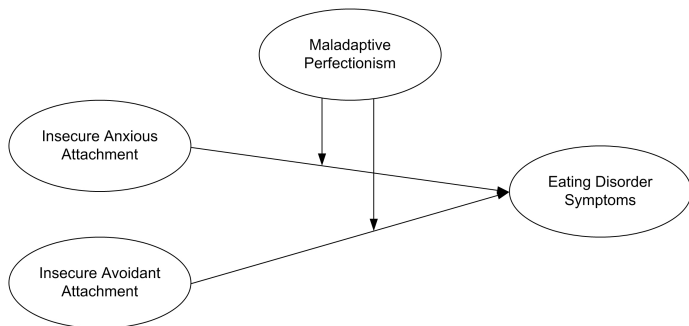 Maladaptive
Perfectionism
Insecure Anxious
Attachment
Eating Disorder
Symptoms
Insecure Avoidant
Attachment